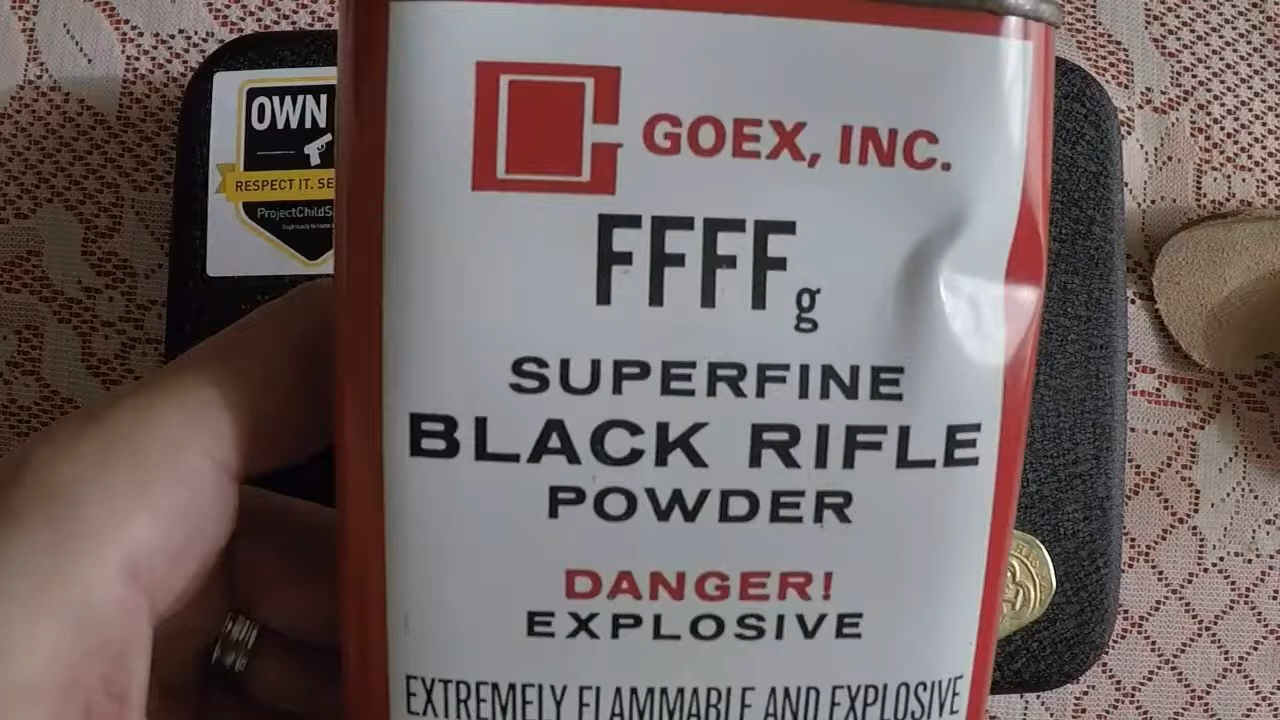 OWN
RESPECT IT. SE
ProjectChildS
GOEX, INC.
FFFFg
SUPERFINE
BLACK RIFLE
POWDER
DANGER!
EXPLOSIVE
EXTREMELY FLAMMABLE AND EXPLOSIVE